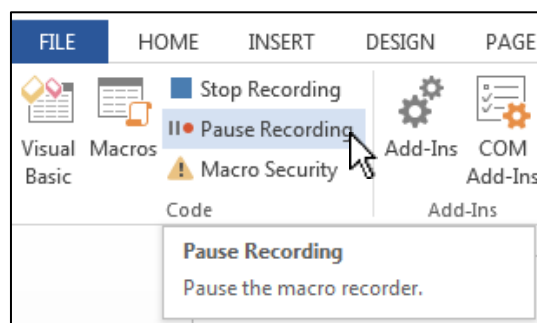 FILE HOME INSERT DESIGN PAGE
Stop Recording
Pause Recording
Macro Security
Visual Basic
Macros
Add-Ins
COM Add-Ins
Code
Add-Ins
Pause Recording
Pause the macro recorder.